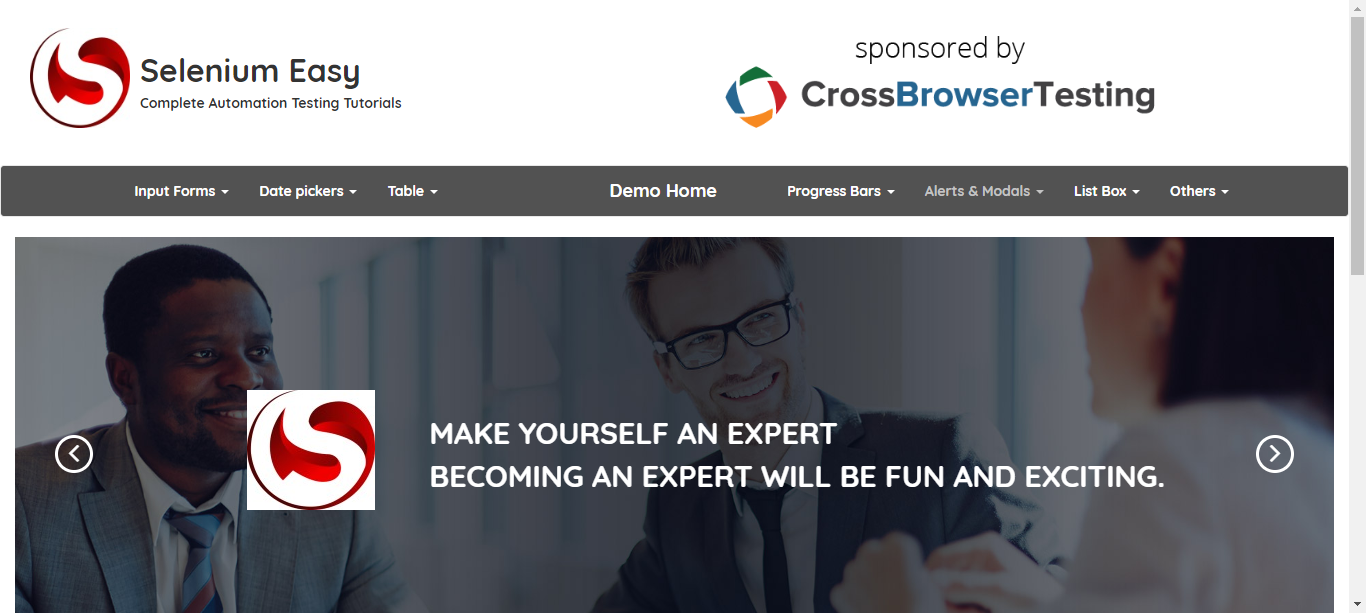 Selenium Easy
Complete Automation Testing Tutorials
sponsored by
CrossBrowserTesting
Input Forms Date pickers Table Demo Home Progress Bars Alerts & Modals List Box Others
MAKE YOURSELF AN EXPERT
BECOMING AN EXPERT WILL BE FUN AND EXCITING.